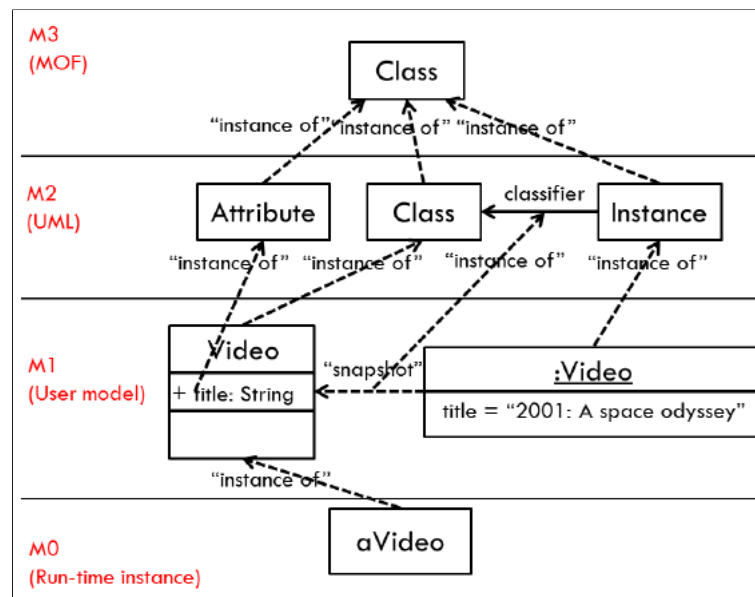 M3
(MOF)
Class
“instance of”
“instance of”
“instance of”
M2
(UML)
Attribute
Class
classifier
Instance
“instance of”
“instance of”
“instance of”
“instance of”
M1
(User model)
Video
+ title: String
“snapshot”
:Video
title = “2001: A space odyssey”
“instance of”
M0
(Run-time instance)
aVideo